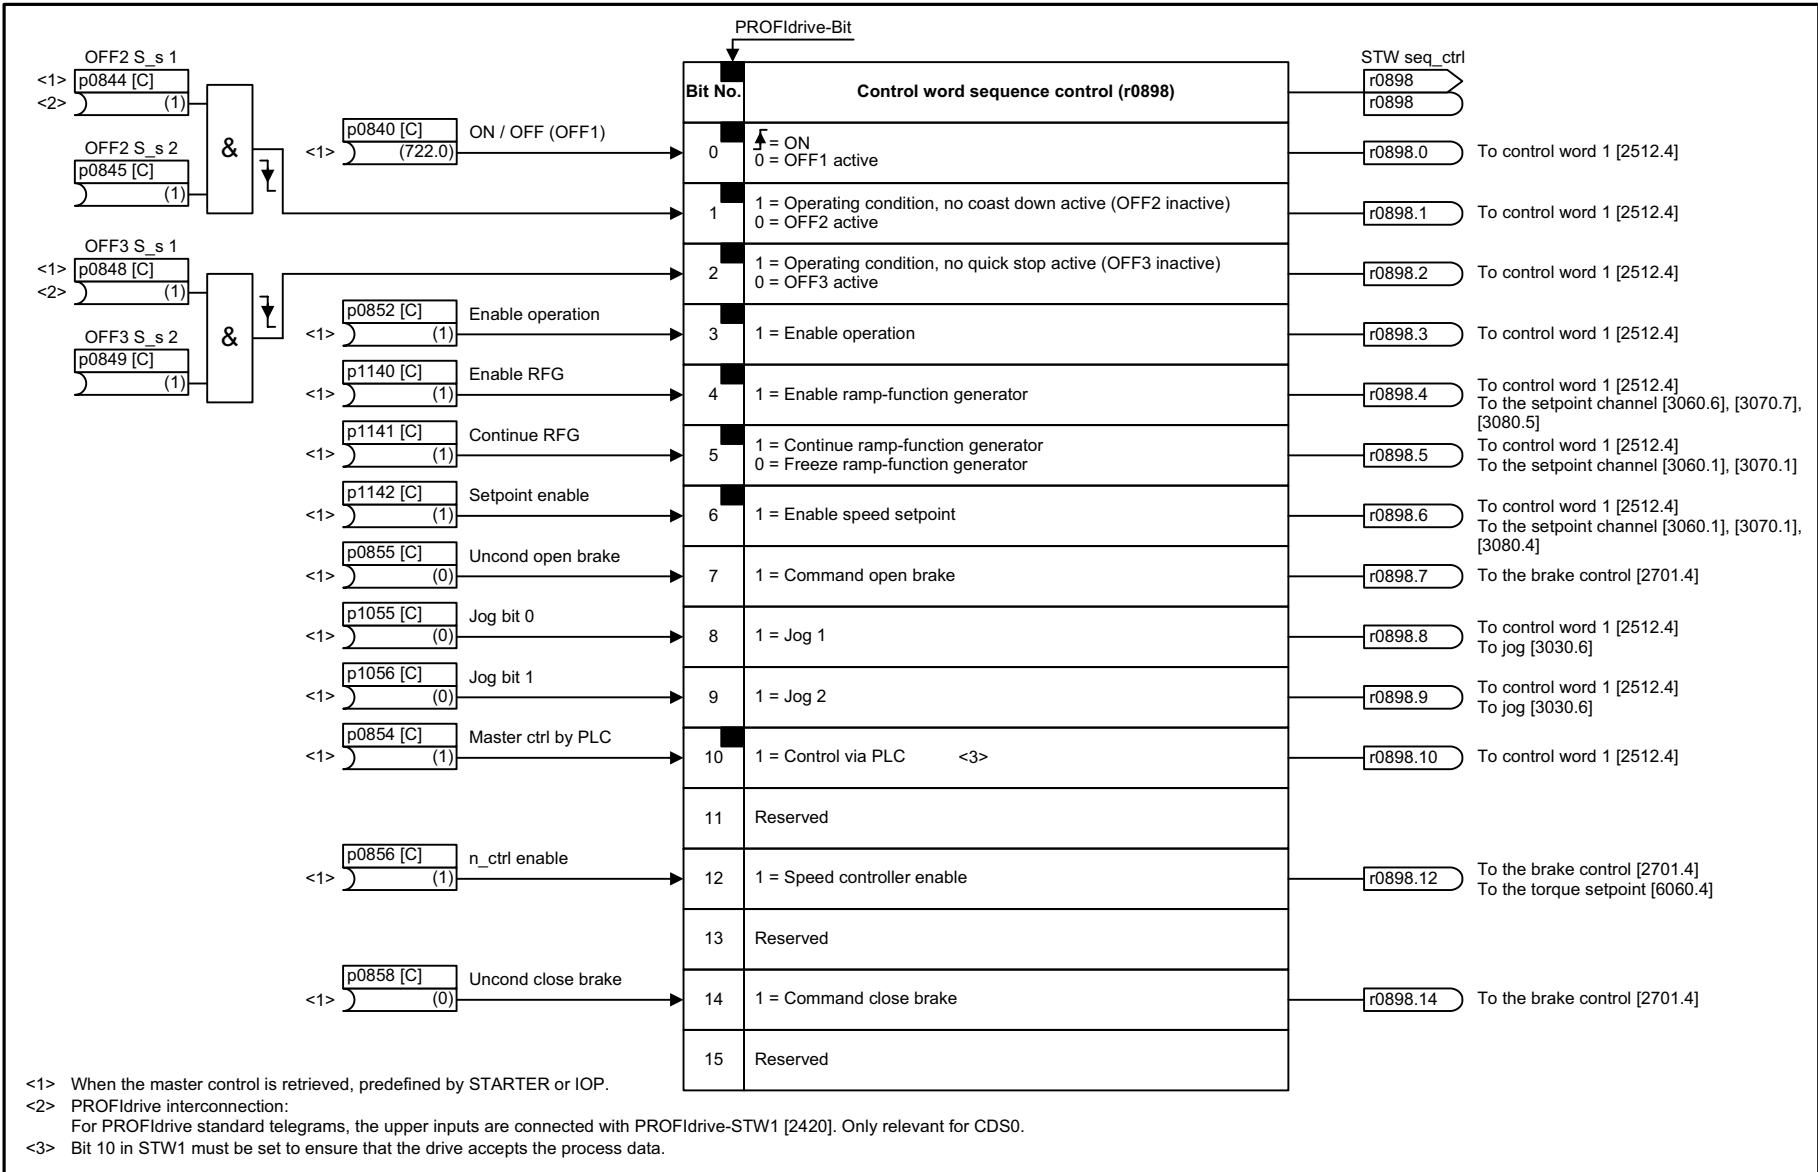 PROFIdrive-Bit
OFF2 S_s 1
<1> p0844 [C]
<2> (1)
OFF2 S_s 2
p0845 [C]
(1)
&
OFF3 S_s 1
<1> p0848 [C]
<2> (1)
OFF3 S_s 2
p0849 [C]
(1)
&
Bit No. Control word sequence control (r0898)
STW seq_ctrl
r0898
r0898
p0840 [C] ON / OFF (OFF1)
<1> (722.0)
0 = ON
0 = OFF1 active
r0898.0 To control word 1 [2512.4]
1 1 = Operating condition, no coast down active (OFF2 inactive)
0 = OFF2 active
r0898.1 To control word 1 [2512.4]
2 1 = Operating condition, no quick stop active (OFF3 inactive)
0 = OFF3 active
r0898.2 To control word 1 [2512.4]
p0852 [C] Enable operation
<1> (1)
3 1 = Enable operation
r0898.3 To control word 1 [2512.4]
p1140 [C] Enable RFG
<1> (1)
4 1 = Enable ramp-function generator
r0898.4 To control word 1 [2512.4]
To the setpoint channel [3060.6], [3070.7],
[3080.5]
p1141 [C] Continue RFG
<1> (1)
5 1 = Continue ramp-function generator
0 = Freeze ramp-function generator
r0898.5 To control word 1 [2512.4]
To the setpoint channel [3060.1], [3070.1]
p1142 [C] Setpoint enable
<1> (1)
6 1 = Enable speed setpoint
r0898.6 To control word 1 [2512.4]
To the setpoint channel [3060.1], [3070.1],
[3080.4]
p0855 [C] Uncond open brake
<1> (0)
7 1 = Command open brake
r0898.7 To the brake control [2701.4]
p1055 [C] Jog bit 0
<1> (0)
8 1 = Jog 1
r0898.8 To control word 1 [2512.4]
To jog [3030.6]
p1056 [C] Jog bit 1
<1> (0)
9 1 = Jog 2
r0898.9 To control word 1 [2512.4]
To jog [3030.6]
p0854 [C] Master ctrl by PLC
<1> (1)
10 1 = Control via PLC <3>
r0898.10 To control word 1 [2512.4]
11 Reserved
p0856 [C] n_ctrl enable
<1> (1)
12 1 = Speed controller enable
r0898.12 To the brake control [2701.4]
To the torque setpoint [6060.4]
13 Reserved
p0858 [C] Uncond close brake
<1> (0)
14 1 = Command close brake
r0898.14 To the brake control [2701.4]
15 Reserved
<1> When the master control is retrieved, predefined by STARTER or IOP.
<2> PROFIdrive interconnection:
For PROFIdrive standard telegrams, the upper inputs are connected with PROFIdrive-STW1 [2420]. Only relevant for CDS0.
<3> Bit 10 in STW1 must be set to ensure that the drive accepts the process data.